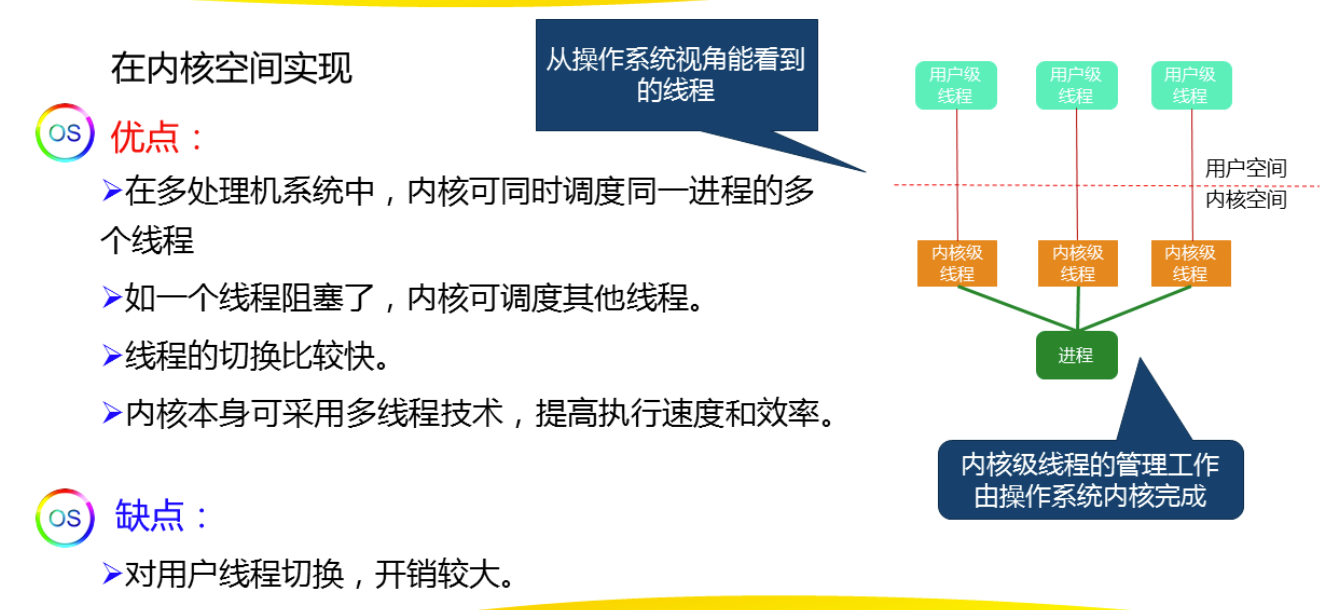 在内核空间实现
从操作系统视角能看到
的线程
OS 优点：
➢在多处理机系统中，内核可同时调度同一进程的多
个线程
➢如一个线程阻塞了，内核可调度其他线程。
➢线程的切换比较快。
➢内核本身可采用多线程技术，提高执行速度和效率。
OS 缺点：
➢对用户线程切换，开销较大。
用户级
线程
用户级
线程
用户级
线程
用户空间
内核空间
内核级
线程
内核级
线程
内核级
线程
进程
内核级线程的管理工作
由操作系统内核完成